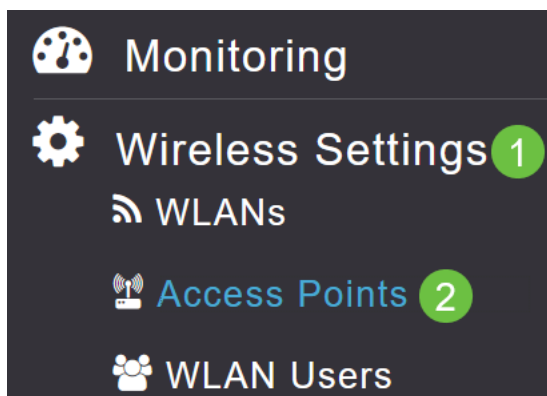 Monitoring
Wireless Settings 1
WLANs
Access Points 2
WLAN Users